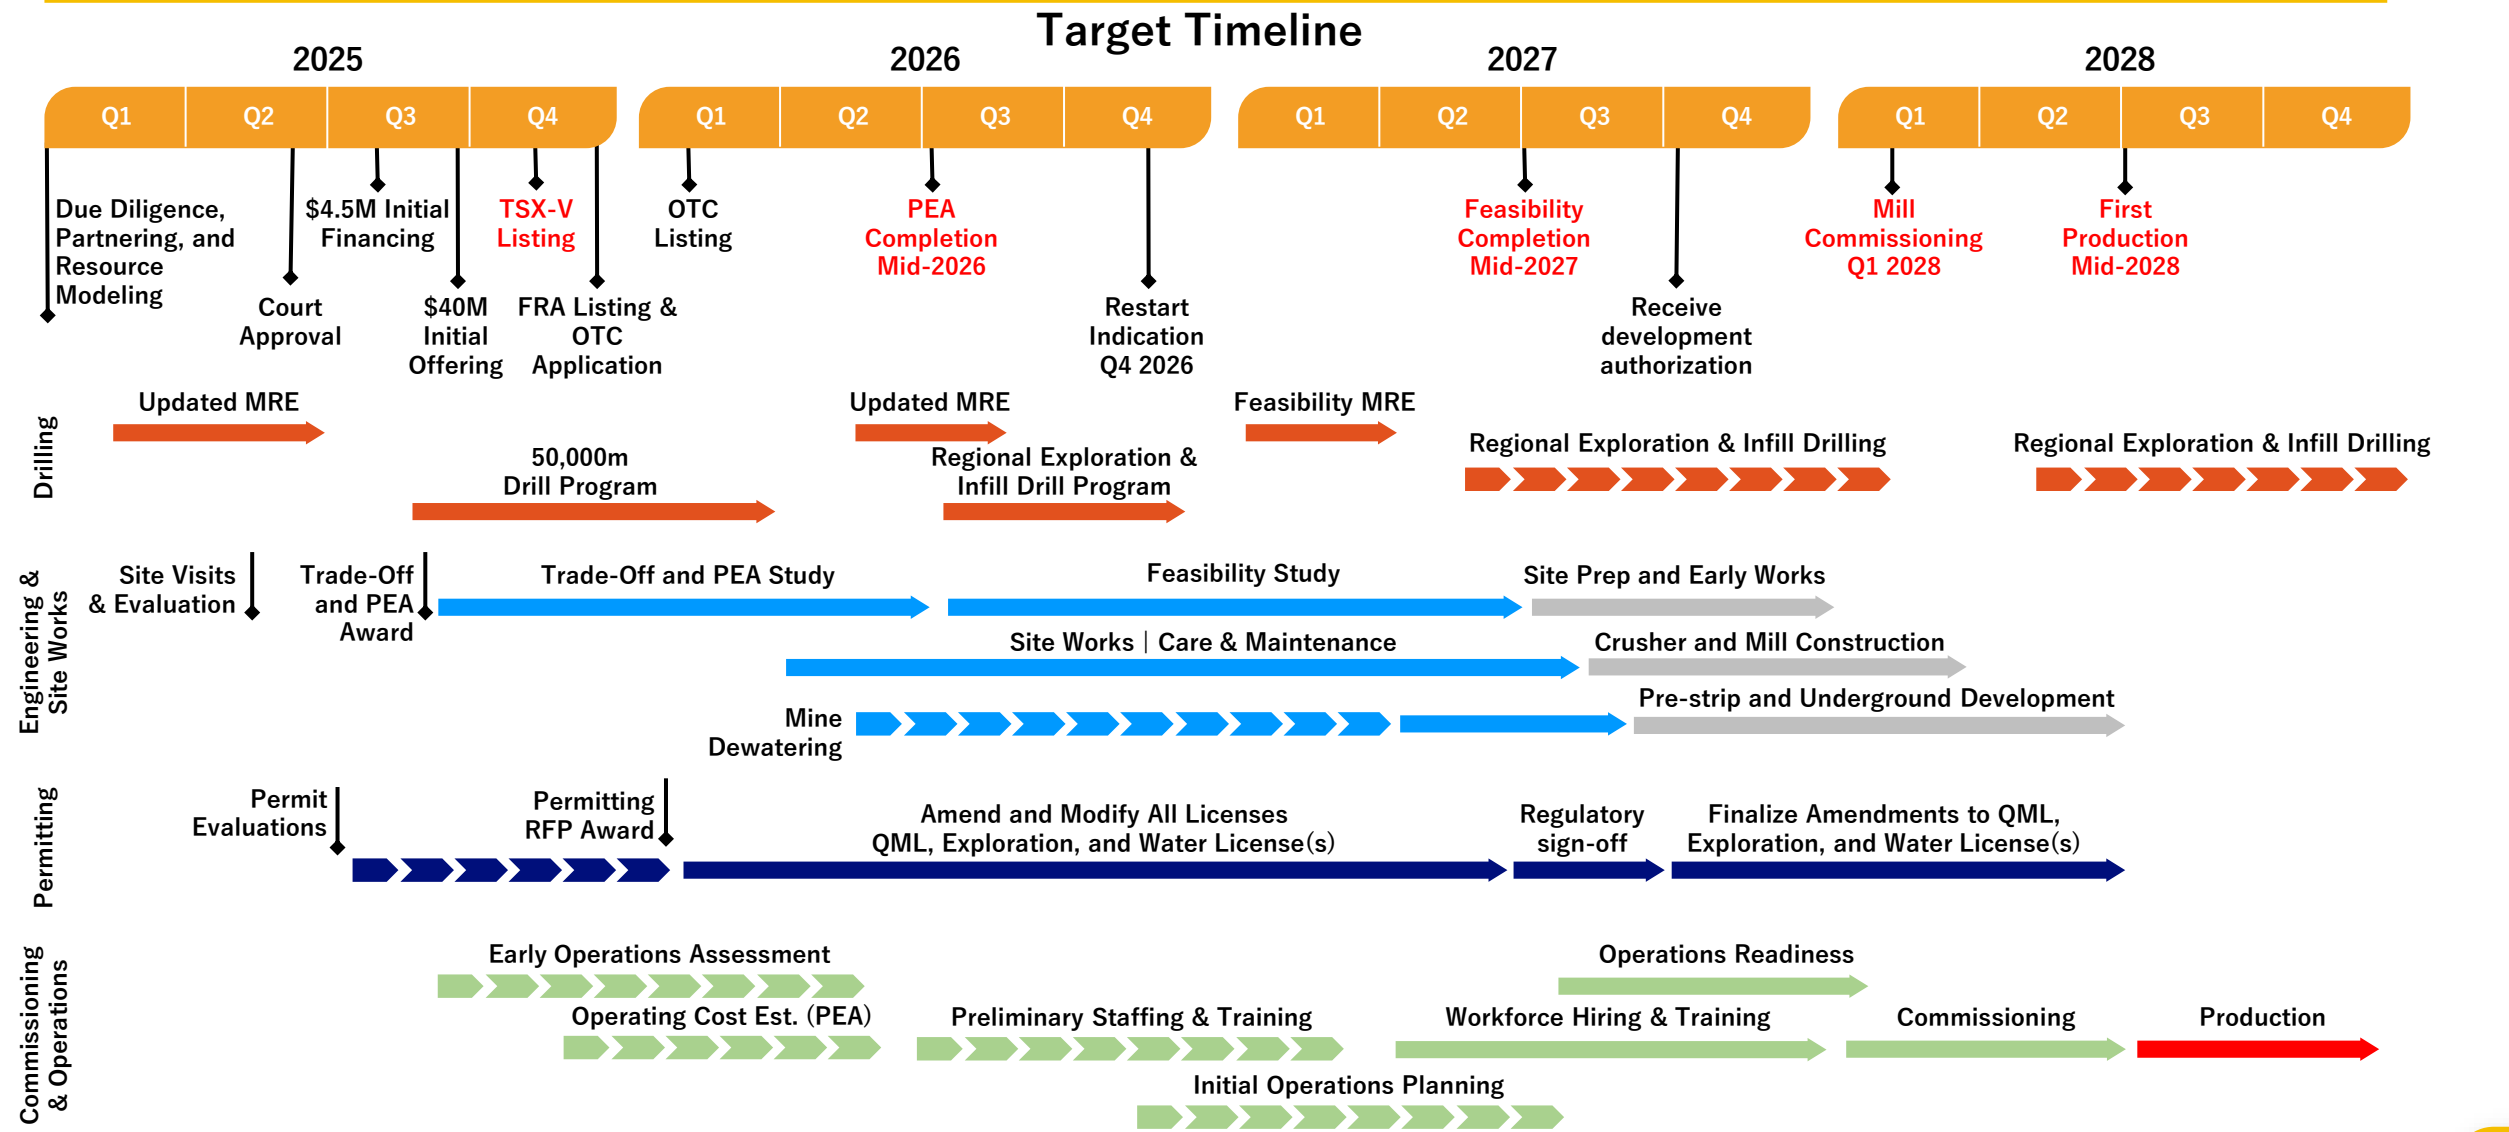 Target Timeline
2025
2026
2027
2028
Q1
Q2
Q3
Q4
Q1
Q2
Q3
Q4
Q1
Q2
Q3
Q4
Q1
Q2
Q3
Q4
Due Diligence,
Partnering, and
Resource
Modeling
Court
Approval
$4.5M Initial
Financing
$40M
Initial
Offering
TSX-V
Listing
FRA Listing &
OTC
Application
OTC
Listing
PEA
Completion
Mid-2026
Restart
Indication
Q4 2026
Feasibility
Completion
Mid-2027
Receive
development
authorization
Mill
Commissioning
Q1 2028
First
Production
Mid-2028
Drilling
Updated MRE
50,000m
Drill Program
Updated MRE
Regional Exploration &
Infill Drill Program
Feasibility MRE
Regional Exploration & Infill Drilling
Regional Exploration & Infill Drilling
Engineering &
Site Works
Site Visits
& Evaluation
Trade-Off
and PEA
Award
Trade-Off and PEA Study
Feasibility Study
Site Prep and Early Works
Site Works | Care & Maintenance
Crusher and Mill Construction
Mine
Dewatering
Pre-strip and Underground Development
Permitting
Permit
Evaluations
Permitting
RFP Award
Amend and Modify All Licenses
QML, Exploration, and Water License(s)
Regulatory
sign-off
Finalize Amendments to QML,
Exploration, and Water License(s)
Commissioning
& Operations
Early Operations Assessment
Operations Readiness
Operating Cost Est. (PEA)
Preliminary Staffing & Training
Workforce Hiring & Training
Commissioning
Production
Initial Operations Planning